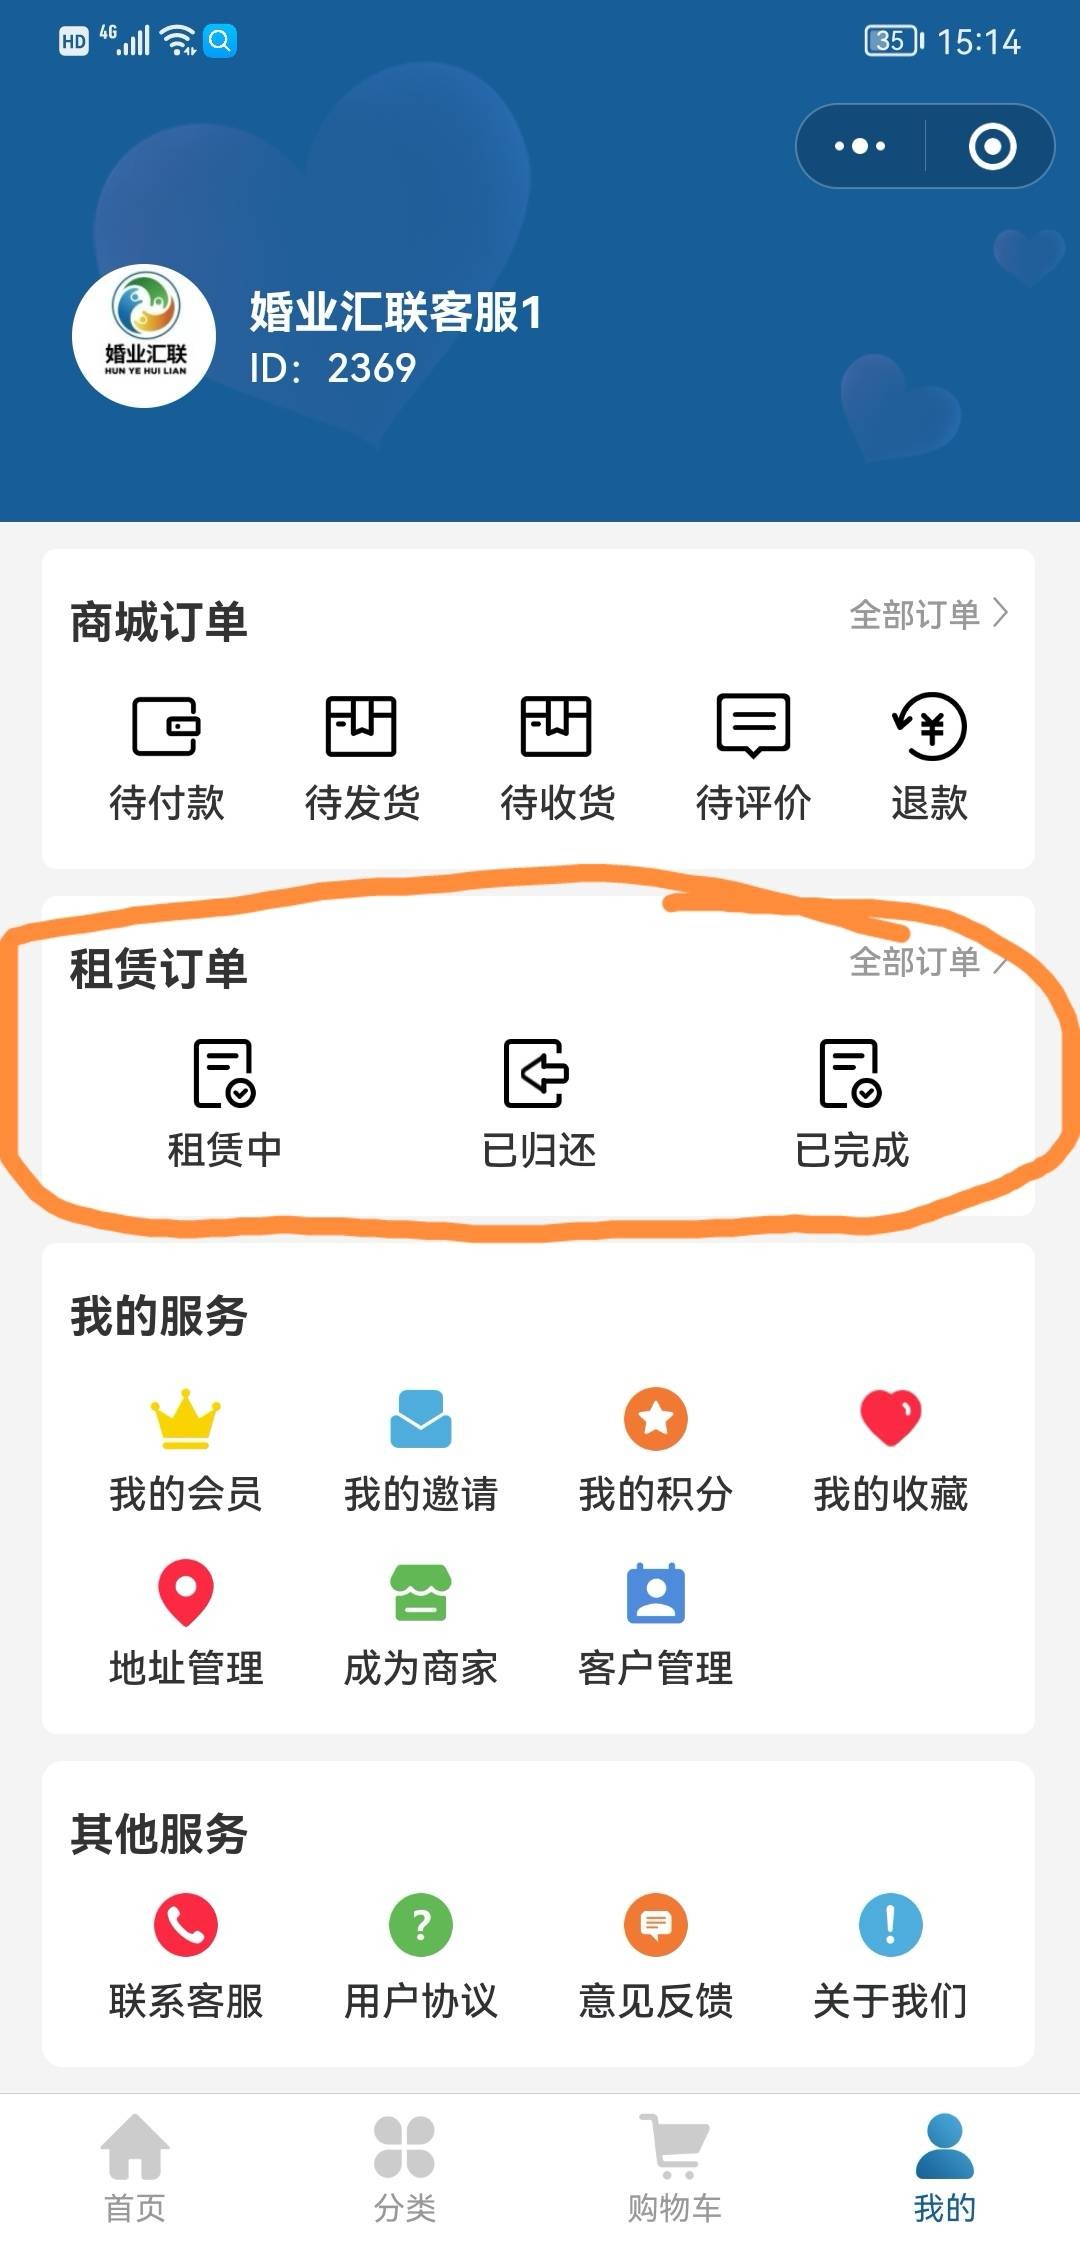 HD 4G 35 15:14
婚业汇联
HUN YE HUI LIAN
婚业汇联客服1
ID：2369
商城订单 全部订单
待付款 待发货 待收货 待评价 退款
租赁订单 全部订单
租赁中 已归还 已完成
我的服务
我的会员 我的邀请 我的积分 我的收藏
地址管理 成为商家 客户管理
其他服务
联系客服 用户协议 意见反馈 关于我们
首页 分类 购物车 我的